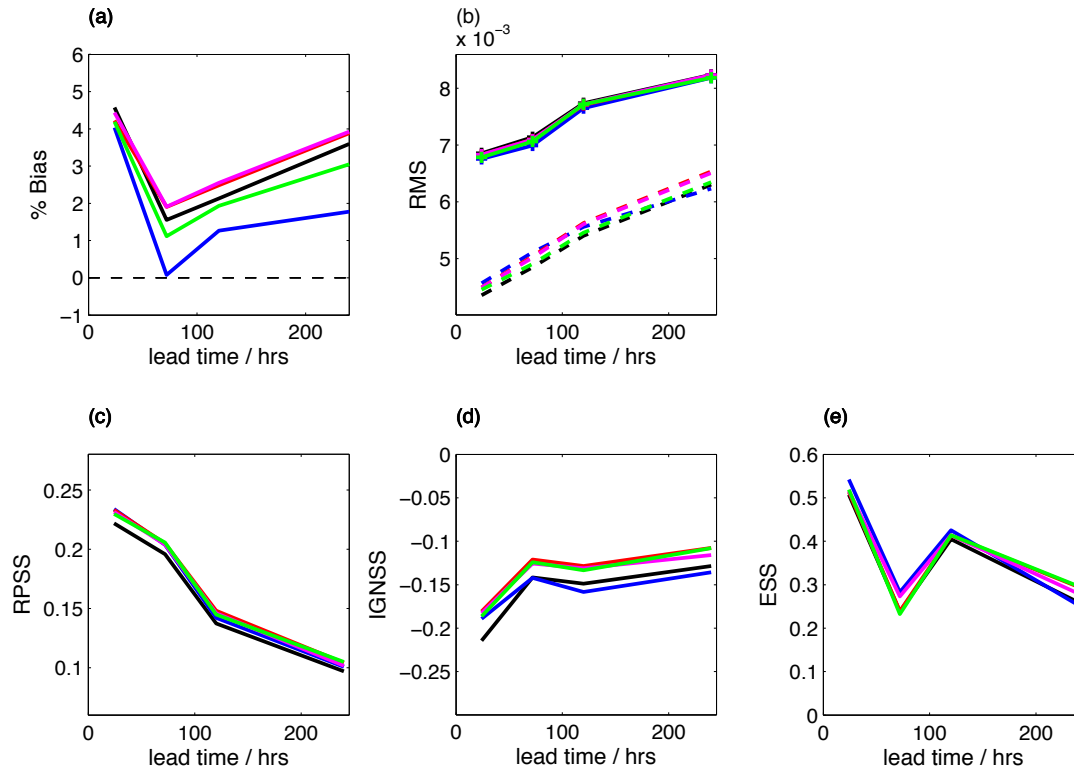 (a)
6
5
4
3
2
1
0
−1
% Bias
0 100 200
lead time / hrs
(b)
x 10⁻³
8
7
6
5
RMS
0 100 200
lead time / hrs
(c)
0.25
0.2
0.15
0.1
RPSS
0 100 200
lead time / hrs
(d)
0
−0.05
−0.1
−0.15
−0.2
−0.25
IGNSS
0 100 200
lead time / hrs
(e)
0.6
0.5
0.4
0.3
0.2
0.1
0
ESS
0 100 200
lead time / hrs